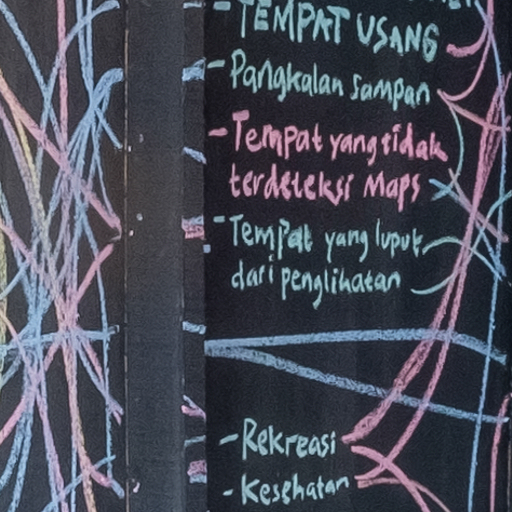 - TEMPAT USANG
- Pangkalan Sampan
- Tempat yang tidak
terdeteksi Maps
- Tempat yang luput
dari penglihatan
- Rekreasi
- Kesehatan